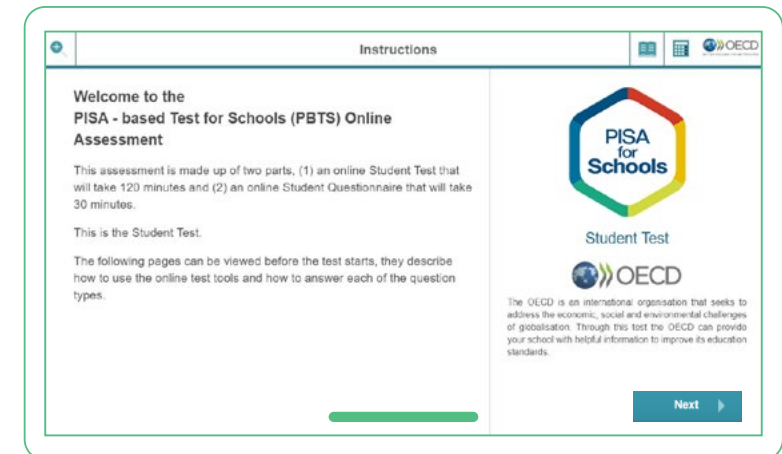 Instructions
OECD
Welcome to the
PISA - based Test for Schools (PBTS) Online
Assessment
This assessment is made up of two parts, (1) an online Student Test that
will take 120 minutes and (2) an online Student Questionnaire that will take
30 minutes.
This is the Student Test.
The following pages can be viewed before the test starts, they describe
how to use the online test tools and how to answer each of the question
types.
PISA
for
Schools
Student Test
OECD
The OECD is an international organisation that seeks to
address the economic, social and environmental challenges
of globalisation. Through this test the OECD can provide
your school with helpful information to improve its education
standards.
Next